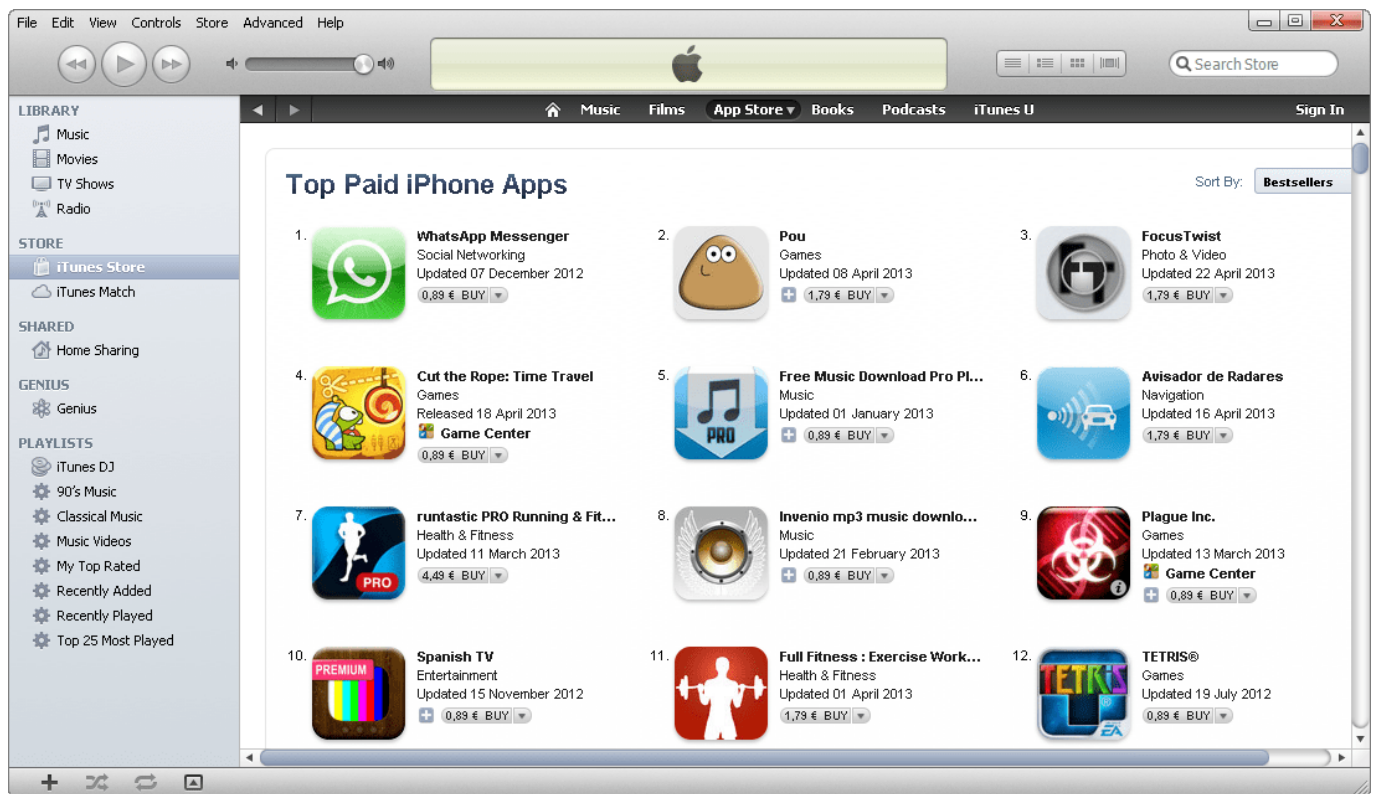 File Edit View Controls Store Advanced Help
Search Store
LIBRARY
Music
Movies
TV Shows
Radio
STORE
iTunes Store
iTunes Match
SHARED
Home Sharing
GENIUS
Genius
PLAYLISTS
iTunes DJ
90's Music
Classical Music
Music Videos
My Top Rated
Recently Added
Recently Played
Top 25 Most Played
Music Films App Store Books Podcasts iTunes U Sign In
Top Paid iPhone Apps
Sort By: Bestsellers
1. WhatsApp Messenger
Social Networking
Updated 07 December 2012
0,89 € BUY
2. Pou
Games
Updated 08 April 2013
1,79 € BUY
3. FocusTwist
Photo & Video
Updated 22 April 2013
1,79 € BUY
4. Cut the Rope: Time Travel
Games
Released 18 April 2013
Game Center
0,89 € BUY
5. Free Music Download Pro Pl...
Music
Updated 01 January 2013
0,89 € BUY
PRO
6. Avisador de Radares
Navigation
Updated 16 April 2013
1,79 € BUY
7. runtastic PRO Running & Fit...
Health & Fitness
Updated 11 March 2013
4,49 € BUY
PRO
8. Invenio mp3 music downlo...
Music
Updated 21 February 2013
0,89 € BUY
9. Plague Inc.
Games
Updated 13 March 2013
Game Center
0,89 € BUY
10. Spanish TV
Entertainment
Updated 15 November 2012
0,89 € BUY
PREMIUM
11. Full Fitness : Exercise Work...
Health & Fitness
Updated 01 April 2013
1,79 € BUY
12. TETRIS®
Games
Updated 19 July 2012
0,89 € BUY
TETRIS
EA